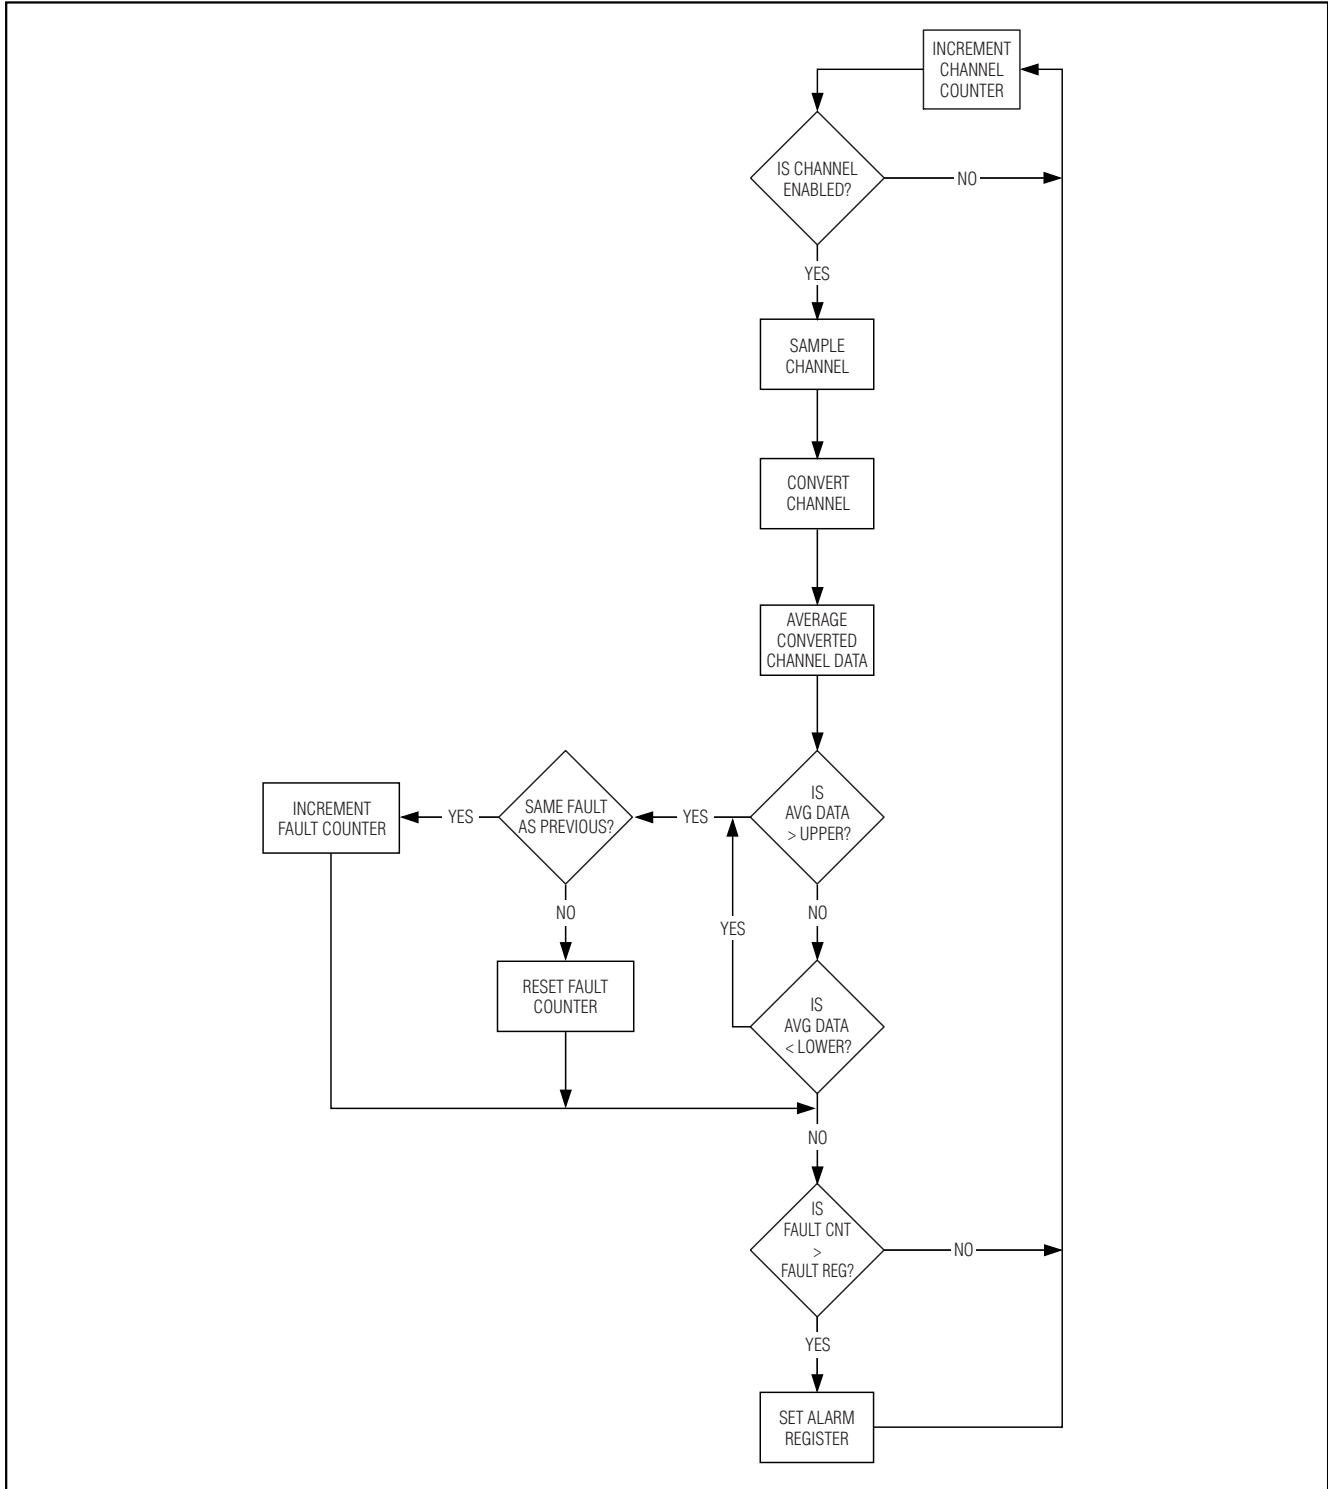 INCREMENT
CHANNEL
COUNTER
IS CHANNEL
ENABLED?
NO
YES
SAMPLE
CHANNEL
CONVERT
CHANNEL
AVERAGE
CONVERTED
CHANNEL DATA
IS
AVG DATA
> UPPER?
YES
SAME FAULT
AS PREVIOUS?
YES
INCREMENT
FAULT COUNTER
NO
RESET FAULT
COUNTER
NO
YES
IS
AVG DATA
< LOWER?
NO
IS
FAULT CNT
>
FAULT REG?
NO
YES
SET ALARM
REGISTER